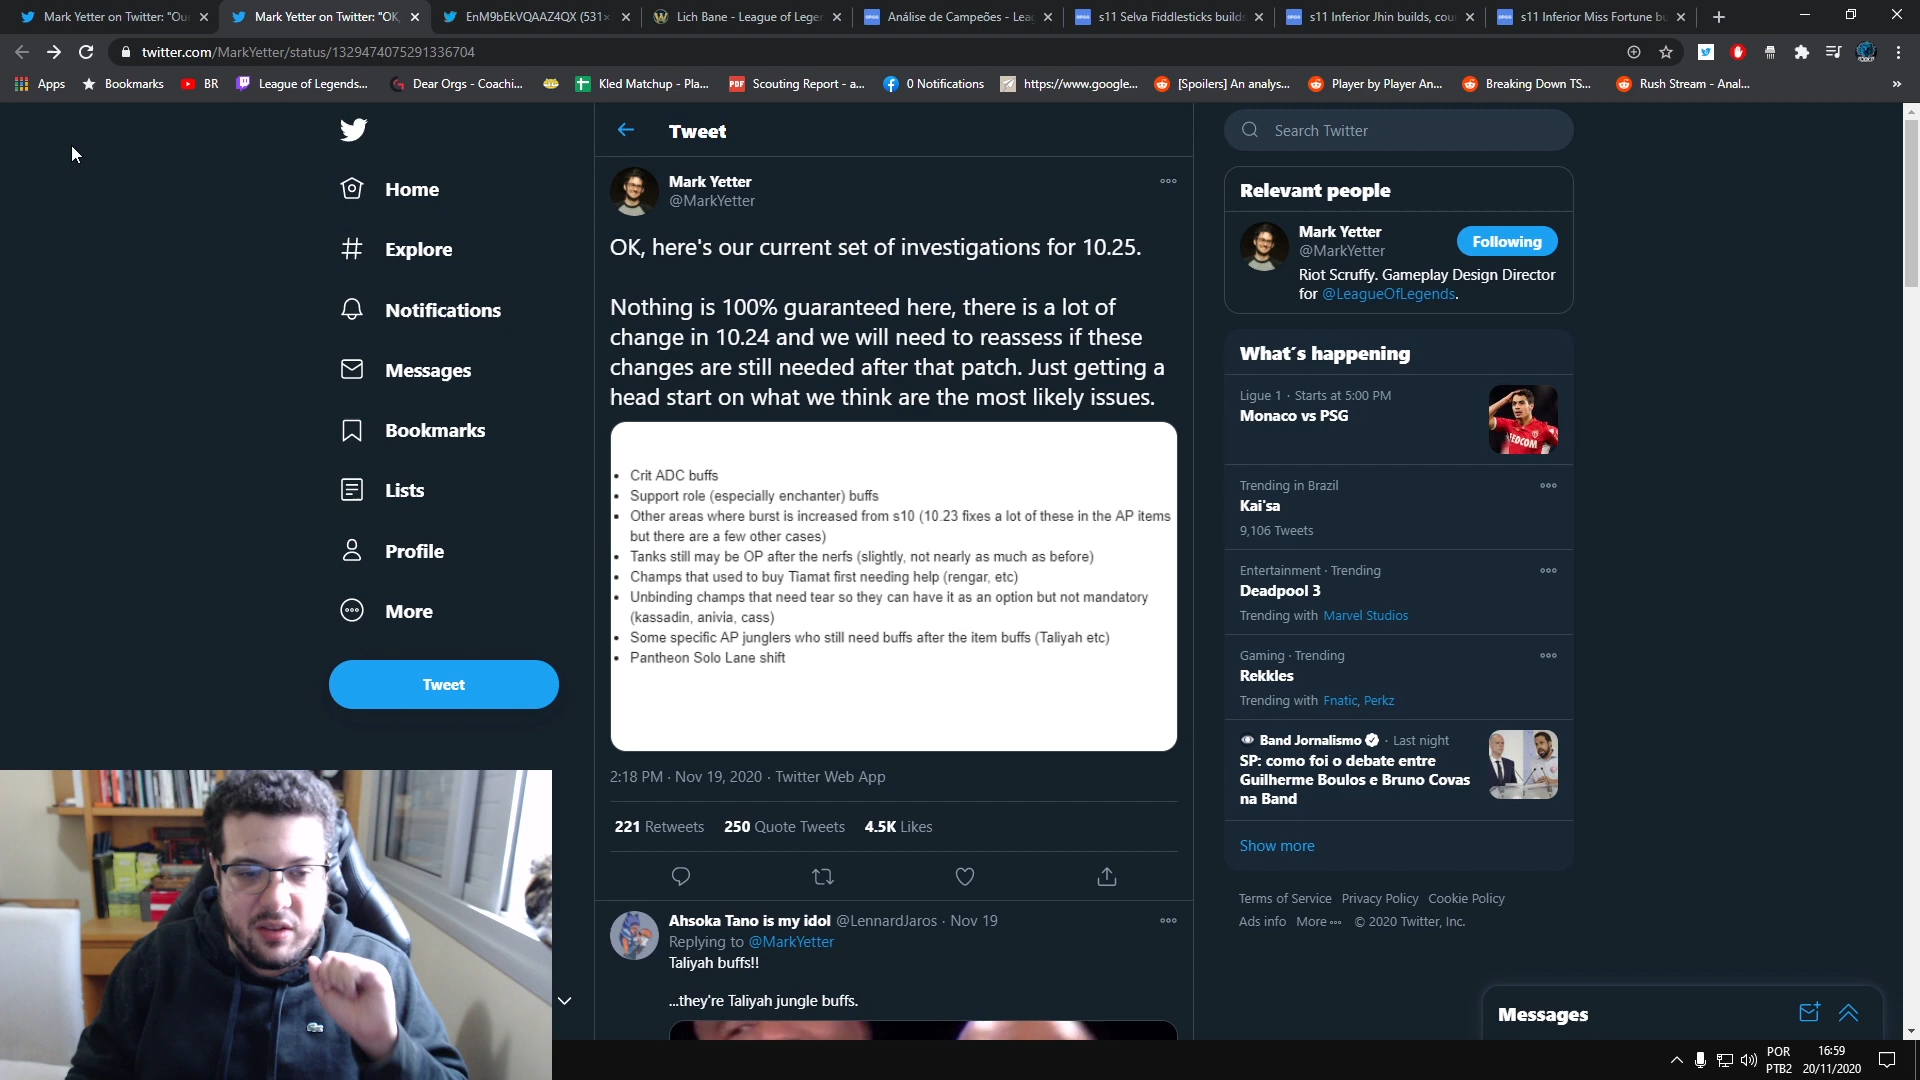 Mark Yetter on Twitter: "Ou
Mark Yetter on Twitter: "OK,
EnM9bEkVQAAZ4QX (531×
Lich Bane - League of Leger
Análise de Campeões - Lea
s11 Selva Fiddlesticks builds
s11 Inferior Jhin builds, cou
s11 Inferior Miss Fortune bu
twitter.com/MarkYetter/status/1329474075291336704
Apps
Bookmarks
BR
League of Legends...
Dear Orgs - Coachi...
Kled Matchup - Pla...
PDF
Scouting Report - a...
0 Notifications
https://www.google...
[Spoilers] An analys...
Player by Player An...
Breaking Down TS...
Rush Stream - Anal...
Home
Explore
Notifications
Messages
Bookmarks
Lists
Profile
More
Tweet
Tweet
Mark Yetter
@MarkYetter
OK, here's our current set of investigations for 10.25.
Nothing is 100% guaranteed here, there is a lot of
change in 10.24 and we will need to reassess if these
changes are still needed after that patch. Just getting a
head start on what we think are the most likely issues.
• Crit ADC buffs
• Support role (especially enchanter) buffs
• Other areas where burst is increased from s10 (10.23 fixes a lot of these in the AP items
but there are a few other cases)
• Tanks still may be OP after the nerfs (slightly, not nearly as much as before)
• Champs that used to buy Tiamat first needing help (rengar, etc)
• Unbinding champs that need tear so they can have it as an option but not mandatory
(kassadin, anivia, cass)
• Some specific AP junglers who still need buffs after the item buffs (Taliyah etc)
• Pantheon Solo Lane shift
2:18 PM · Nov 19, 2020 · Twitter Web App
221 Retweets 250 Quote Tweets 4.5K Likes
Ahsoka Tano is my idol @LennardJaros · Nov 19
Replying to @MarkYetter
Taliyah buffs!!
...they're Taliyah jungle buffs.
Search Twitter
Relevant people
Mark Yetter
@MarkYetter
Following
Riot Scruffy. Gameplay Design Director
for @LeagueOfLegends.
What's happening
Ligue 1 · Starts at 5:00 PM
Monaco vs PSG
Trending in Brazil
Kai'sa
9,106 Tweets
Entertainment · Trending
Deadpool 3
Trending with Marvel Studios
Gaming · Trending
Rekkles
Trending with Fnatic, Perkz
Band Jornalismo · Last night
SP: como foi o debate entre
Guilherme Boulos e Bruno Covas
na Band
Show more
Terms of Service Privacy Policy Cookie Policy
Ads info More ··· © 2020 Twitter, Inc.
Messages
POR
PTB2
16:59
20/11/2020